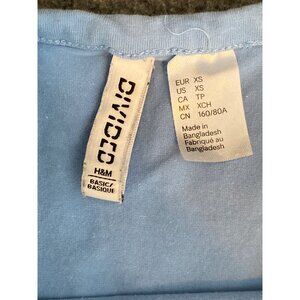 DIVIDED
H&M
BASIC/
BASIQUE
EUR XS
US XS
CA TP
MX XCH
CN 160/80A
Made in
Bangladesh
Fabriqué au
Bangladesh